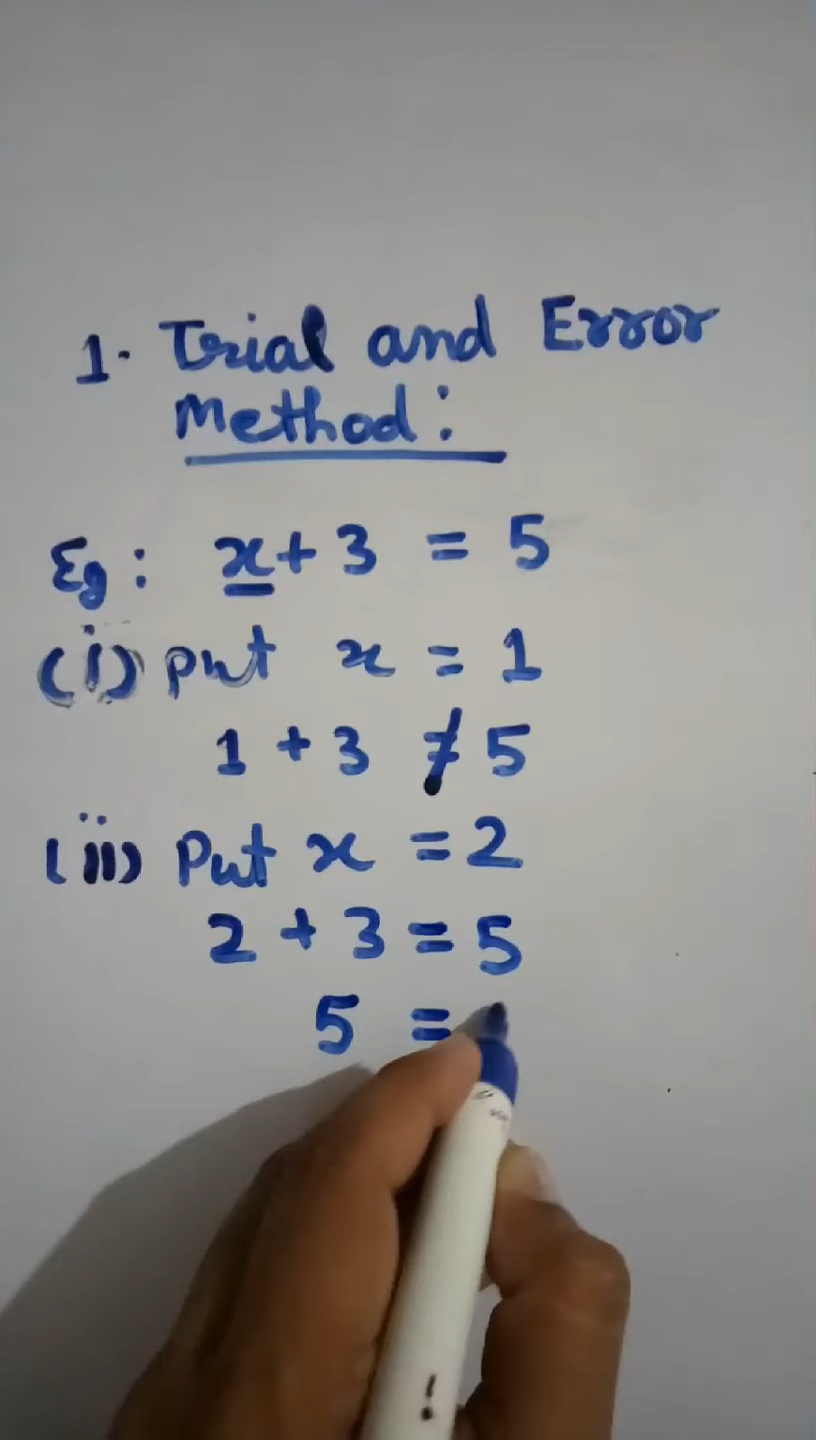 1. Trial and Error
Method:
Eg: x + 3 = 5
(i) Put x = 1
1 + 3 ≠ 5
(ii) Put x = 2
2 + 3 = 5
5 =